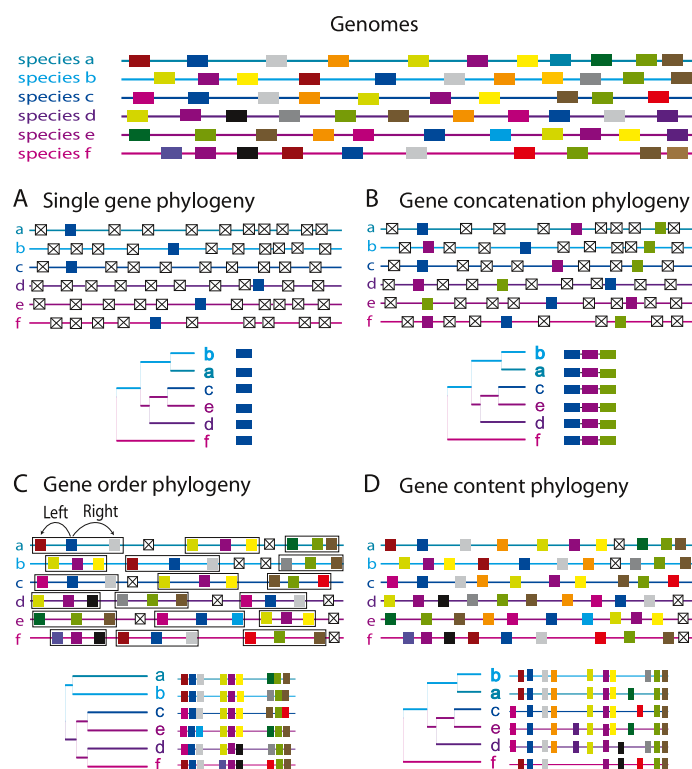 Genomes
species a
species b
species c
species d
species e
species f
A Single gene phylogeny
a
b
c
d
e
f
b
a
c
e
d
f
B Gene concatenation phylogeny
a
b
c
d
e
f
b
a
c
e
d
f
C Gene order phylogeny
Left Right
a
b
c
d
e
f
a
b
c
e
d
f
D Gene content phylogeny
a
b
c
d
e
f
b
a
c
e
d
f